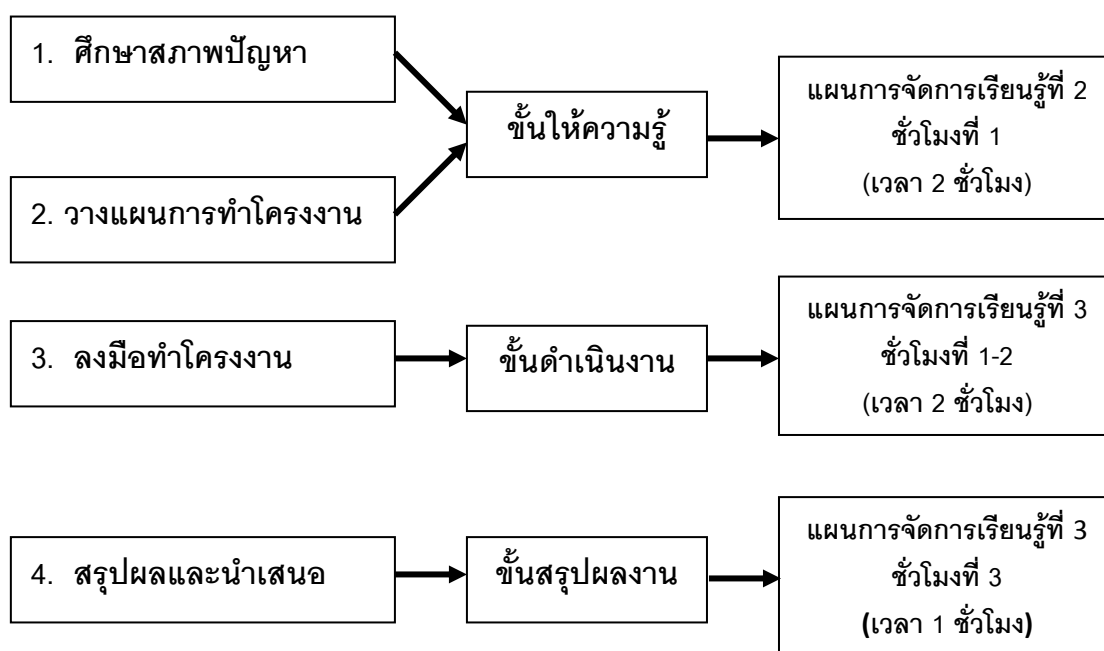 1. ศึกษาสภาพปัญหา
2. วางแผนการทำโครงงาน
ขั้นให้ความรู้
แผนการจัดการเรียนรู้ที่ 2
ชั่วโมงที่ 1
(เวลา 2 ชั่วโมง)
3. ลงมือทำโครงงาน
ขั้นดำเนินงาน
แผนการจัดการเรียนรู้ที่ 3
ชั่วโมงที่ 1-2
(เวลา 2 ชั่วโมง)
4. สรุปผลและนำเสนอ
ขั้นสรุปผลงาน
แผนการจัดการเรียนรู้ที่ 3
ชั่วโมงที่ 3
(เวลา 1 ชั่วโมง)